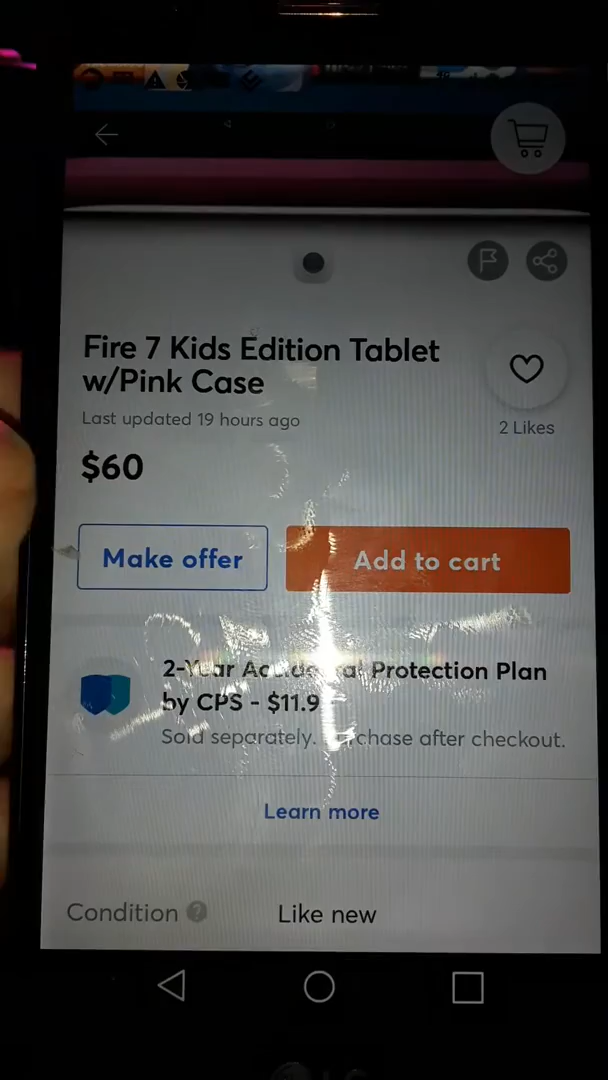 Fire 7 Kids Edition Tablet
w/Pink Case
Last updated 19 hours ago
2 Likes
$60
Make offer
Add to cart
2-Year Accidental Protection Plan
by CPS - $11.9
Sold separately. Purchase after checkout.
Learn more
Condition ?
Like new